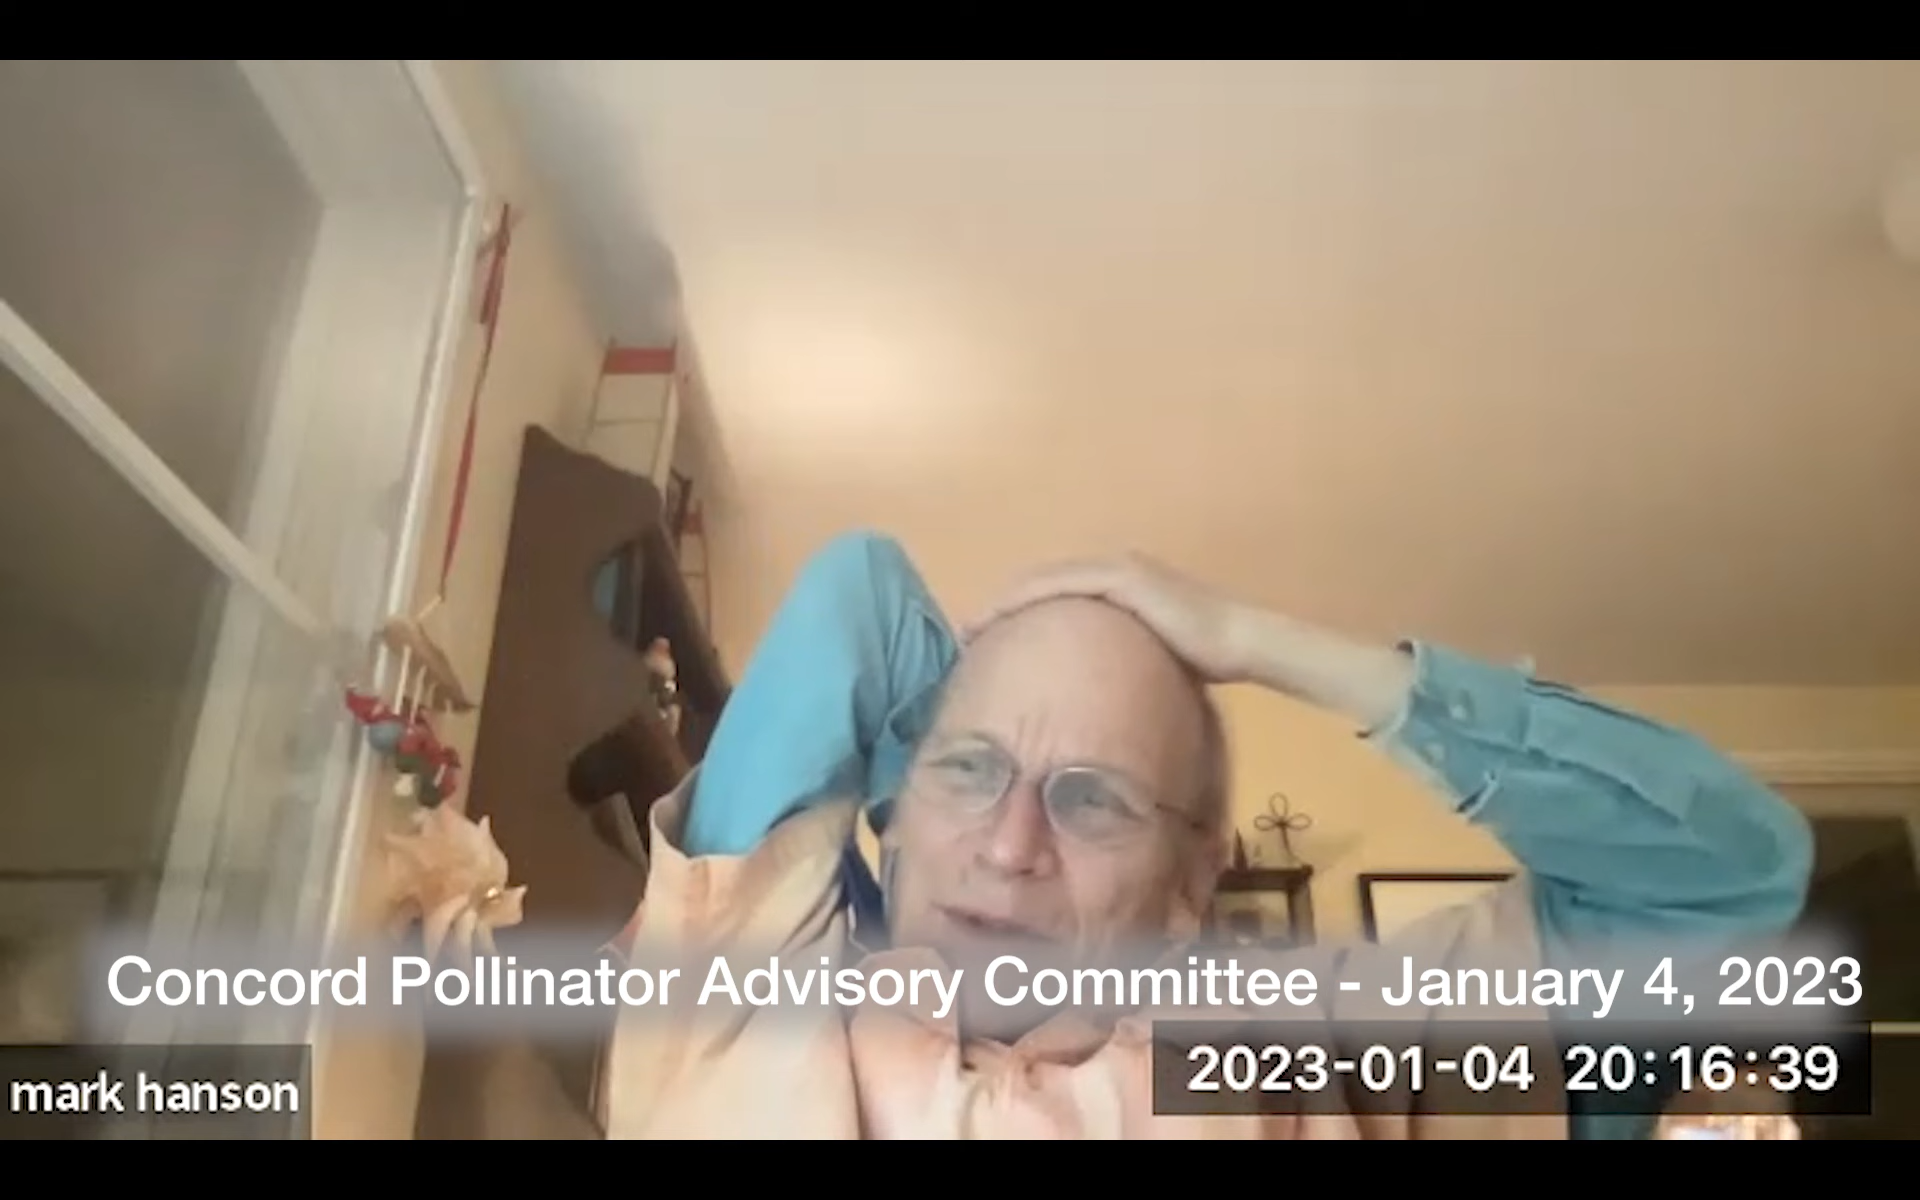 Concord Pollinator Advisory Committee - January 4, 2023
2023-01-04 20:16:39
mark hanson